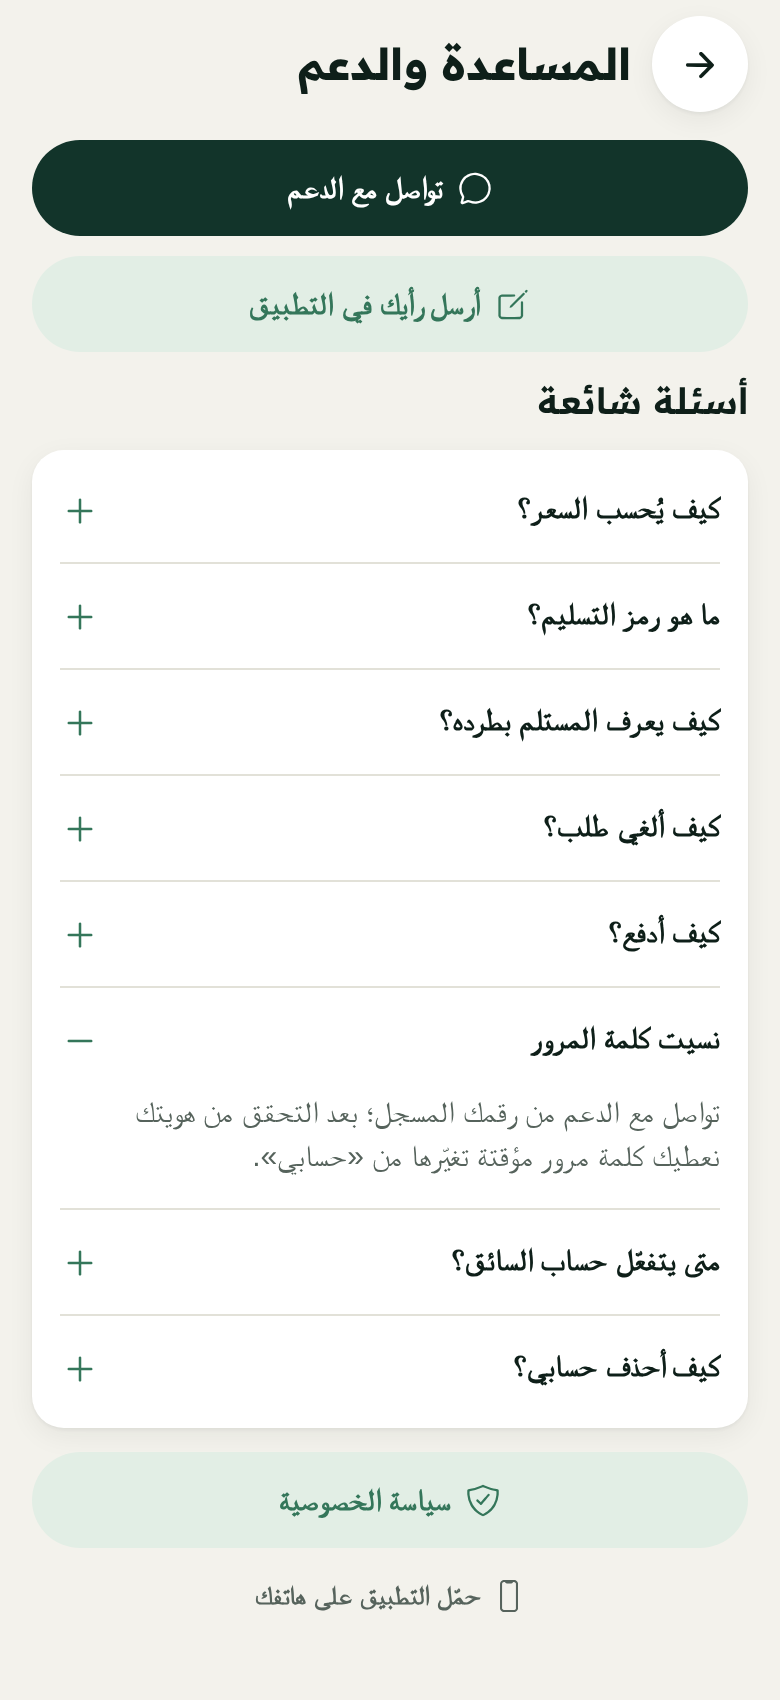 المساعدة والدعم
تواصل مع الدعم
أرسل رأيك في التطبيق
أسئلة شائعة
كيف يُحسب السعر؟
ما هو رمز التسليم؟
كيف يعرف المستلم بطرده؟
كيف ألغي طلب؟
كيف أدفع؟
نسيت كلمة المرور
تواصل مع الدعم من رقمك المسجل؛ بعد التحقق من هويتك
نعطيك كلمة مرور مؤقتة تغيّرها من «حسابي».
متى يتفعّل حساب السائق؟
كيف أحذف حسابي؟
سياسة الخصوصية
حمّل التطبيق على هاتفك